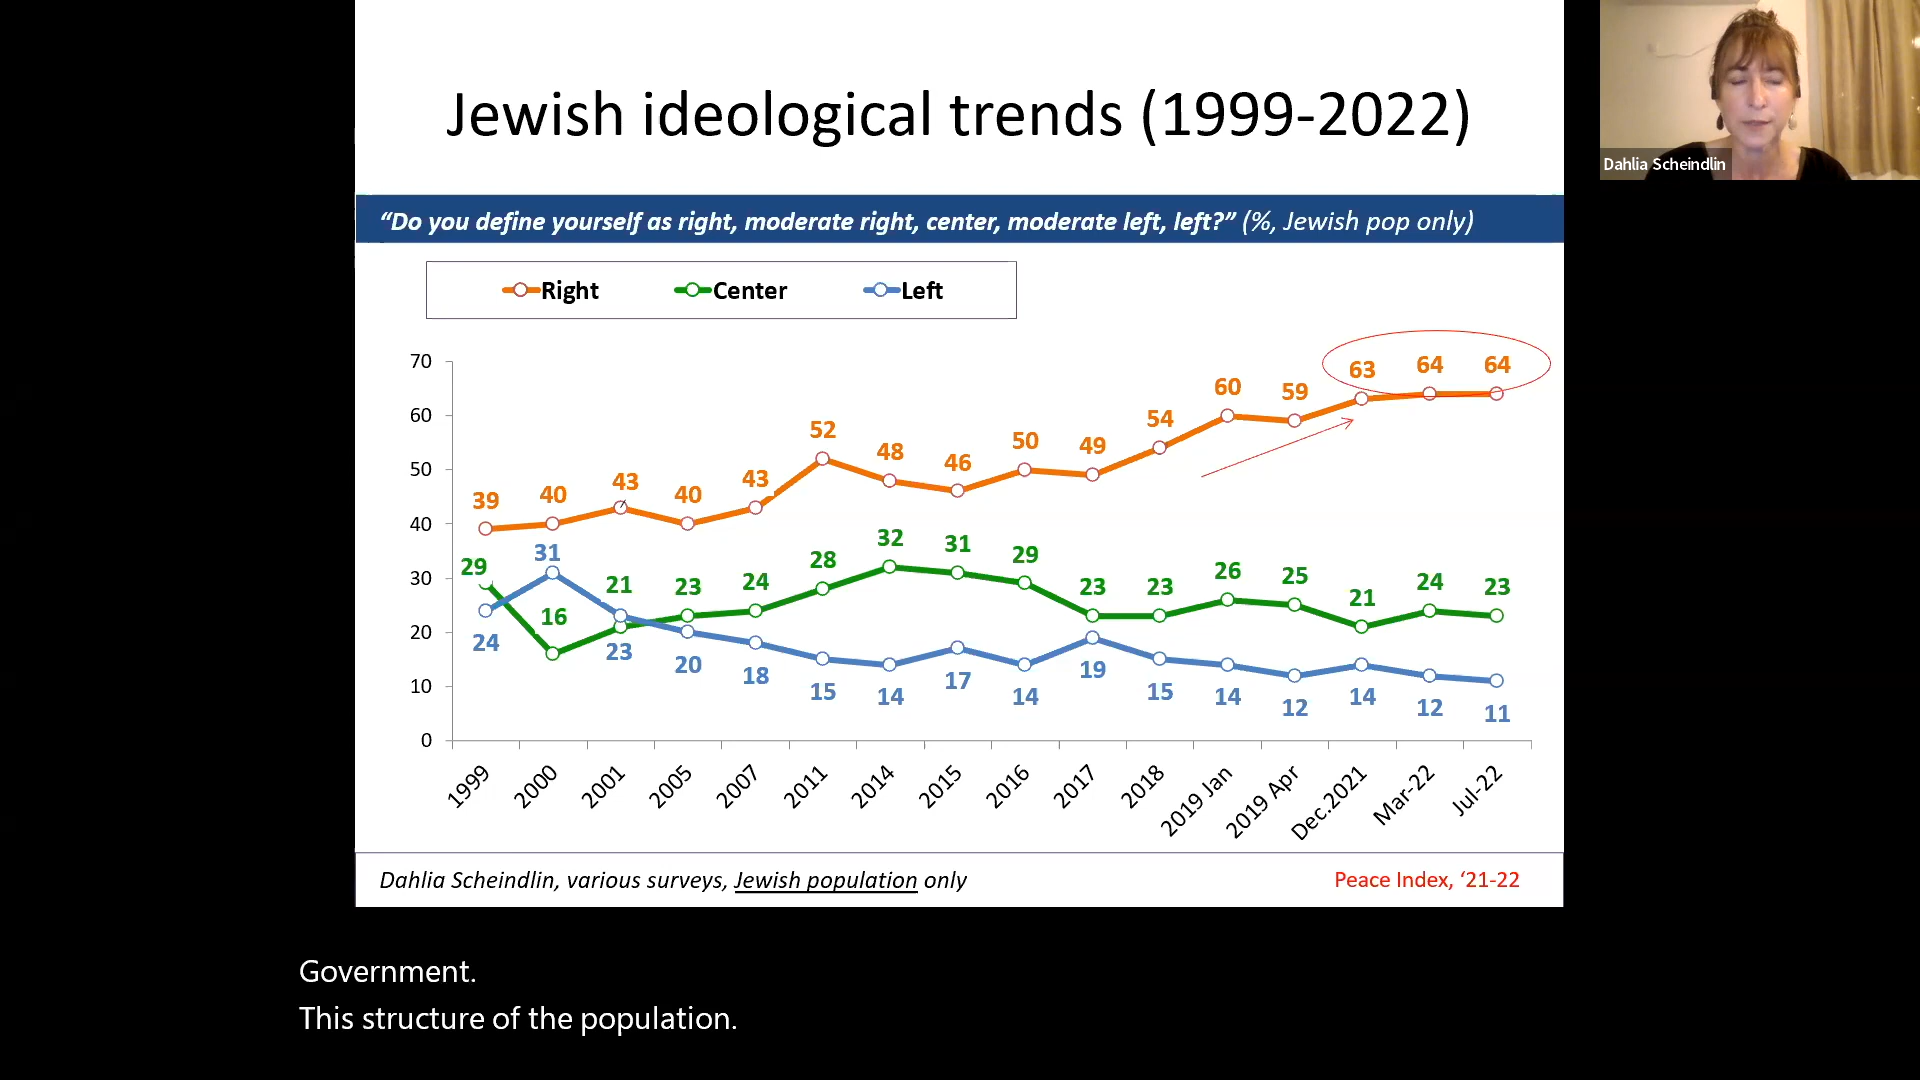 Jewish ideological trends (1999-2022)
Dahlia Scheindlin
“Do you define yourself as right, moderate right, center, moderate left, left?” (%, Jewish pop only)
Right Center Left
70
60
50
40
30
20
10
0
39 40 43 40 43 52 48 46 50 49 54 60 59 63 64 64
29 16 21 23 24 28 32 31 29 23 23 26 25 21 24 23
24 31 23 20 18 15 14 17 14 19 15 14 12 14 12 11
1999 2000 2001 2005 2007 2011 2014 2015 2016 2017 2018 2019 Jan 2019 Apr Dec.2021 Mar-22 Jul-22
Dahlia Scheindlin, various surveys, Jewish population only
Peace Index, ‘21-22
Government.
This structure of the population.